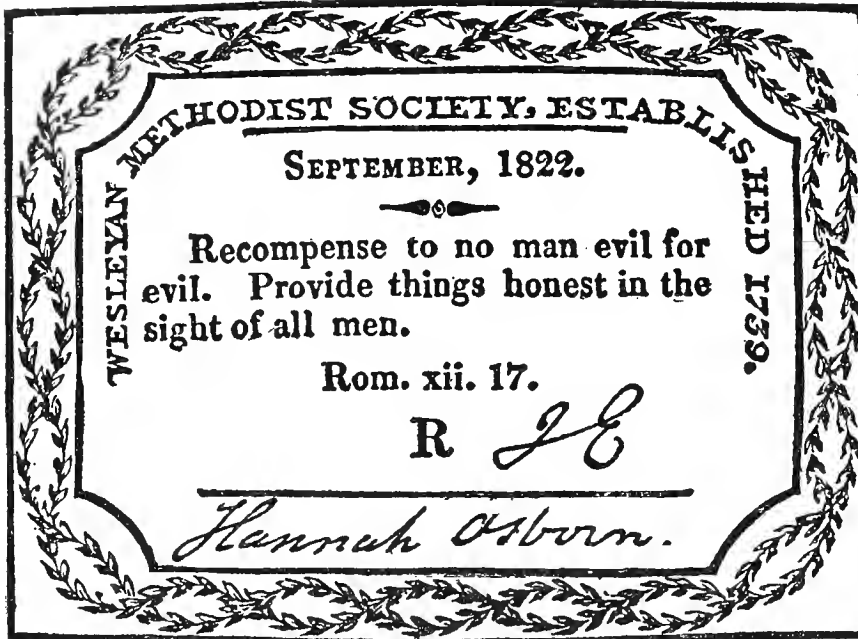 WESLEYAN METHODIST SOCIETY, ESTABLISHED 1739.
SEPTEMBER, 1822.
Recompense to no man evil for
evil. Provide things honest in the
sight of all men.
Rom. xii. 17.
R J E
Hannah Osborn.